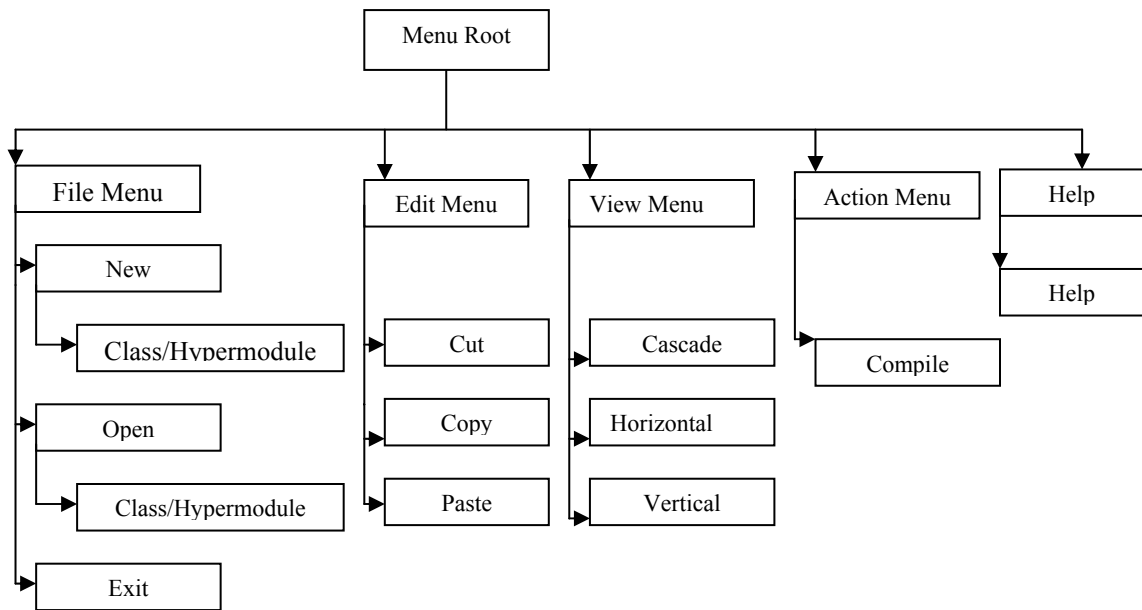 Menu Root
File Menu
Edit Menu
View Menu
Action Menu
Help
New
Class/Hypermodule
Open
Class/Hypermodule
Exit
Cut
Copy
Paste
Cascade
Horizontal
Vertical
Compile
Help